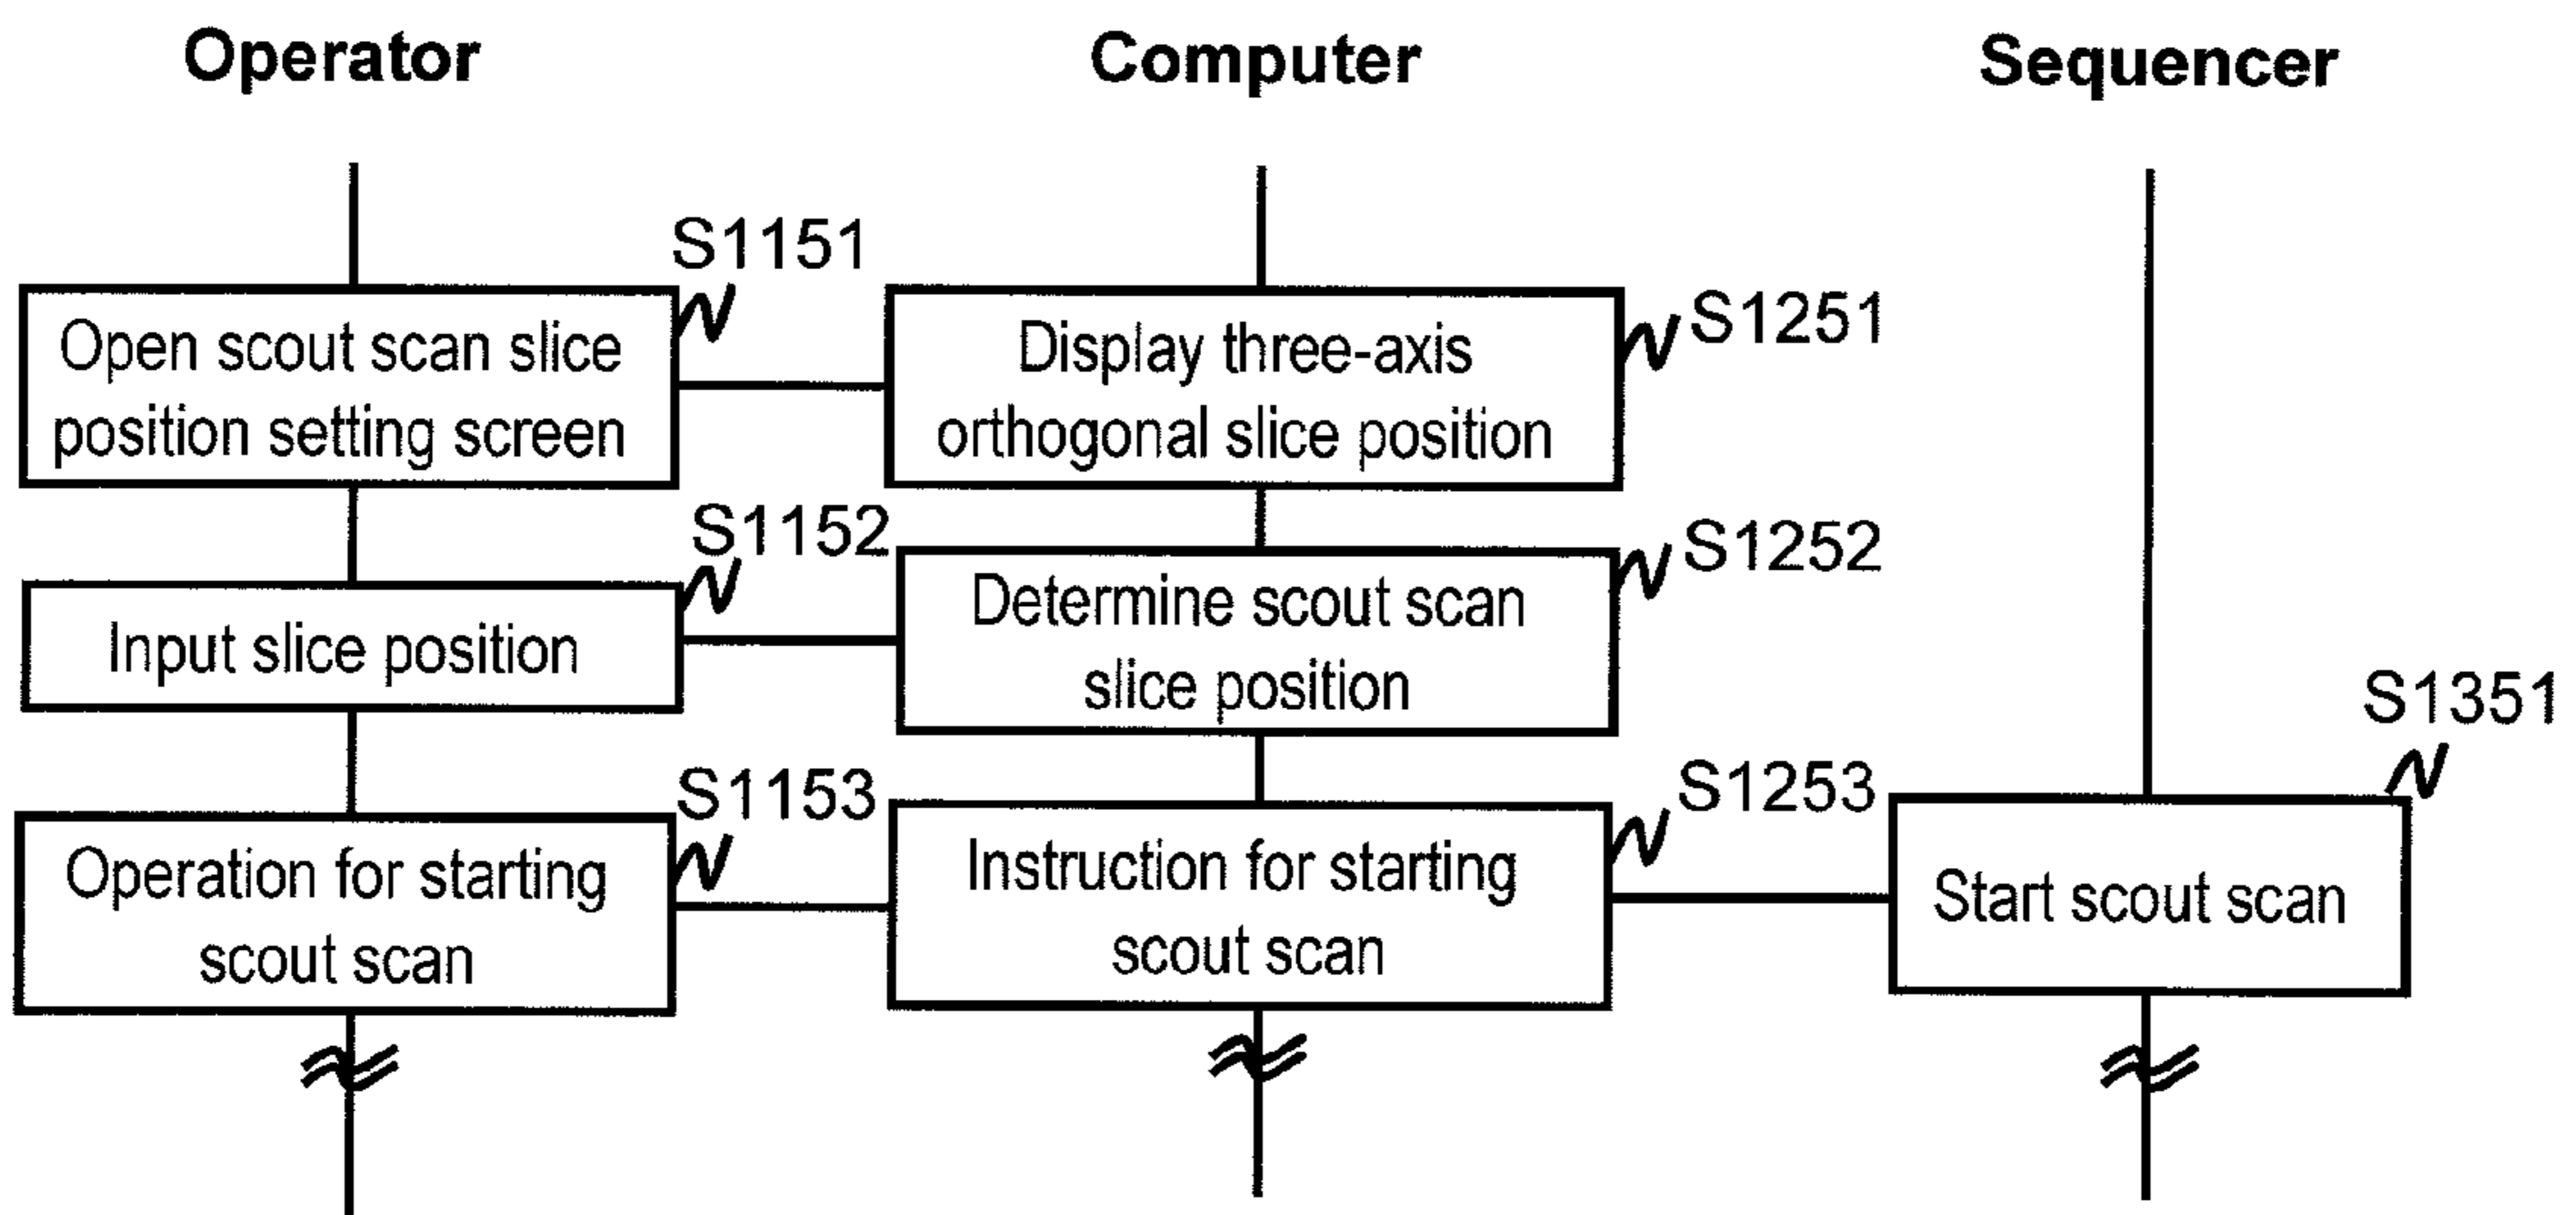 Operator
Computer
Sequencer
S1151
Open scout scan slice
position setting screen
S1251
Display three-axis
orthogonal slice position
S1152
Input slice position
S1252
Determine scout scan
slice position
S1153
Operation for starting
scout scan
S1253
Instruction for starting
scout scan
S1351
Start scout scan